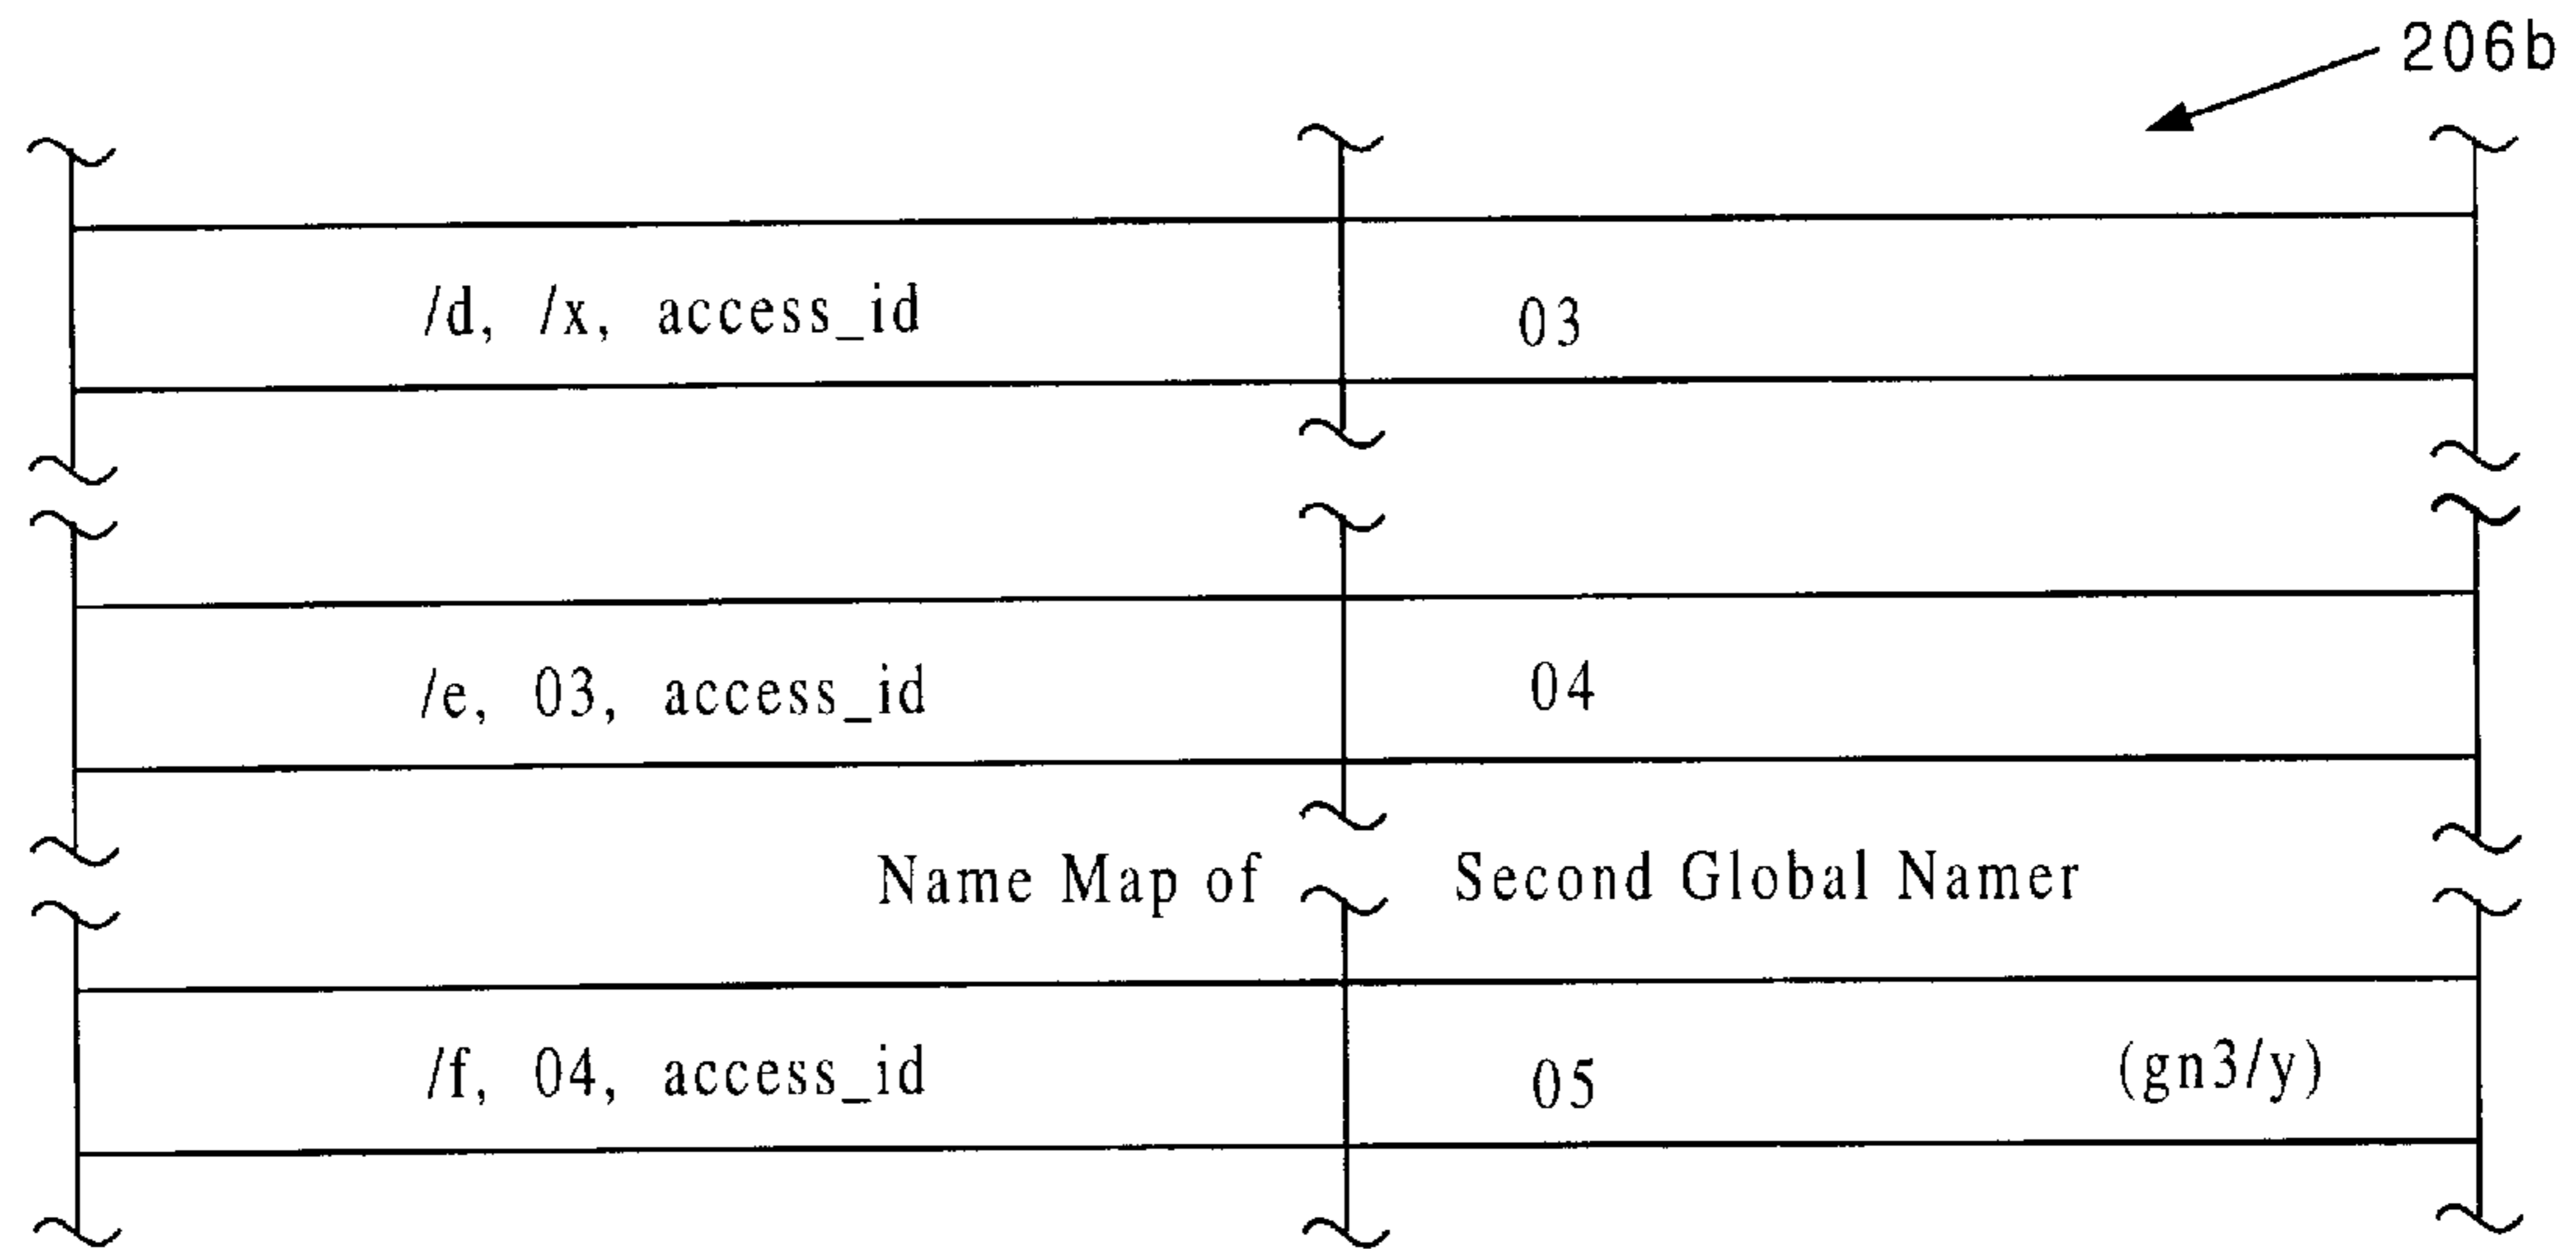 206b
/d, /x, access_id 03
/e, 03, access_id 04
Name Map of Second Global Namer
/f, 04, access_id 05 (gn3/y)